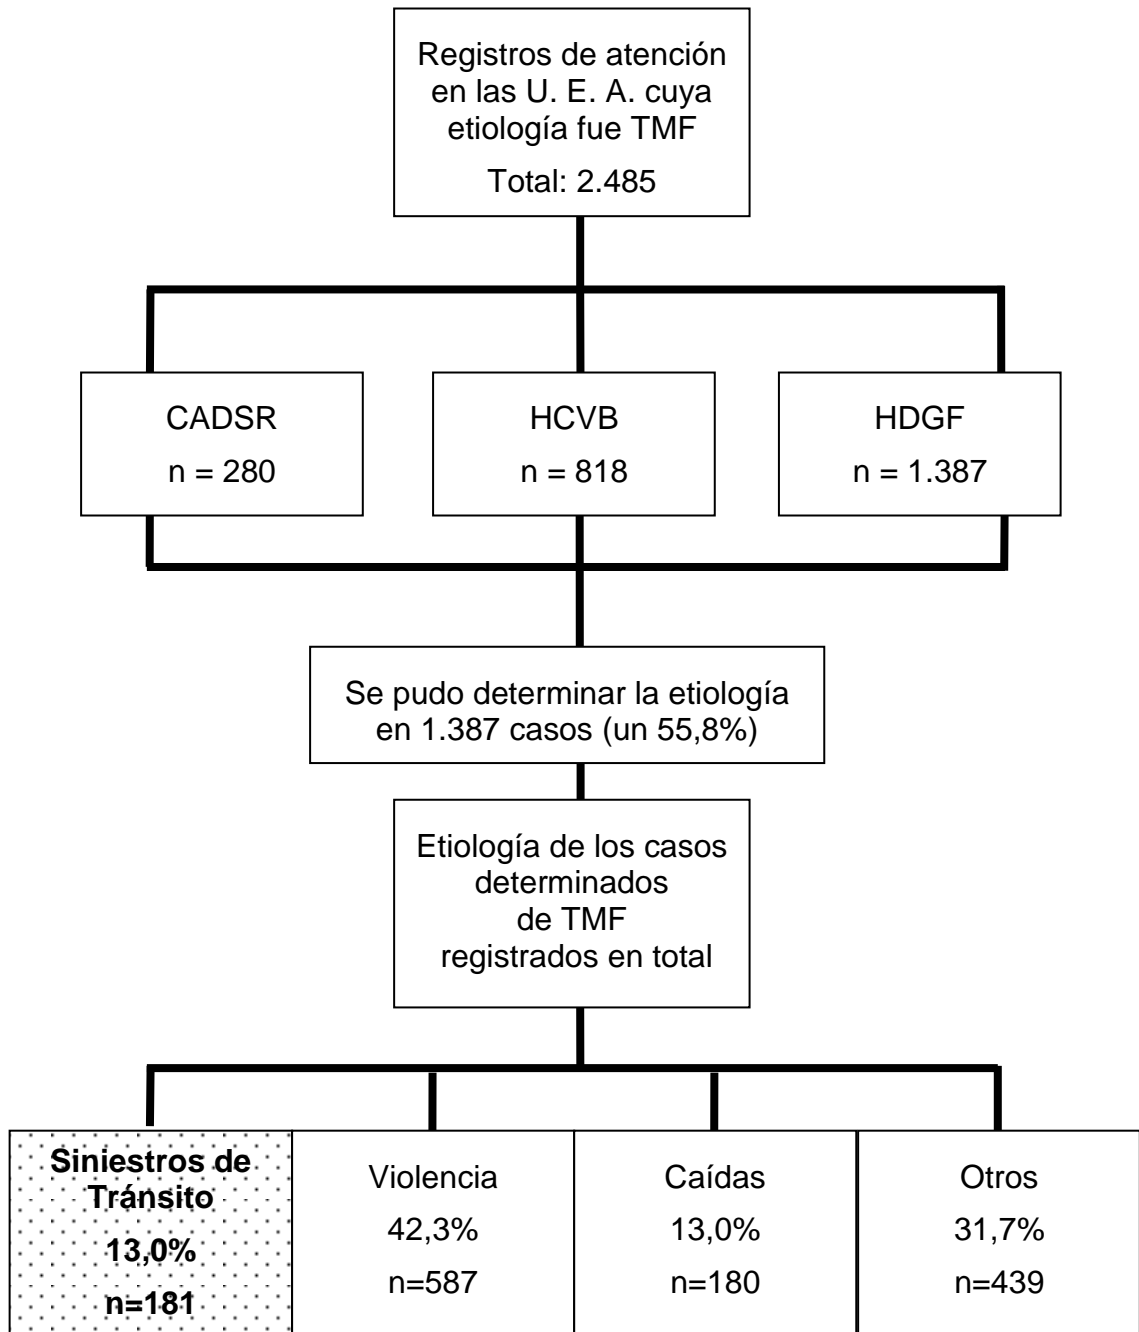 Registros de atención
en las U. E. A. cuya
etiología fue TMF
Total: 2.485
CADSR
n = 280
HCVB
n = 818
HDGF
n = 1.387
Se pudo determinar la etiología
en 1.387 casos (un 55,8%)
Etiología de los casos
determinados
de TMF
registrados en total
Siniestros de
Tránsito
13,0%
n=181
Violencia
42,3%
n=587
Caídas
13,0%
n=180
Otros
31,7%
n=439